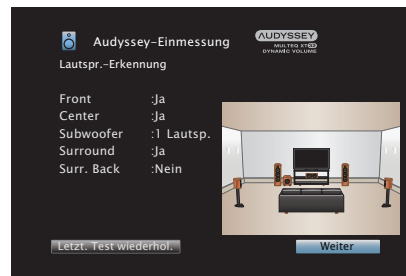 Audyssey-Einmessung
AUDYSSEY
MULTEQ XT32
DYNAMIC VOLUME
Lautspr.-Erkennung
Front :Ja
Center :Ja
Subwoofer :1 Lautsp.
Surround :Ja
Surr. Back :Nein
Letzt. Test wiederhol.
Weiter